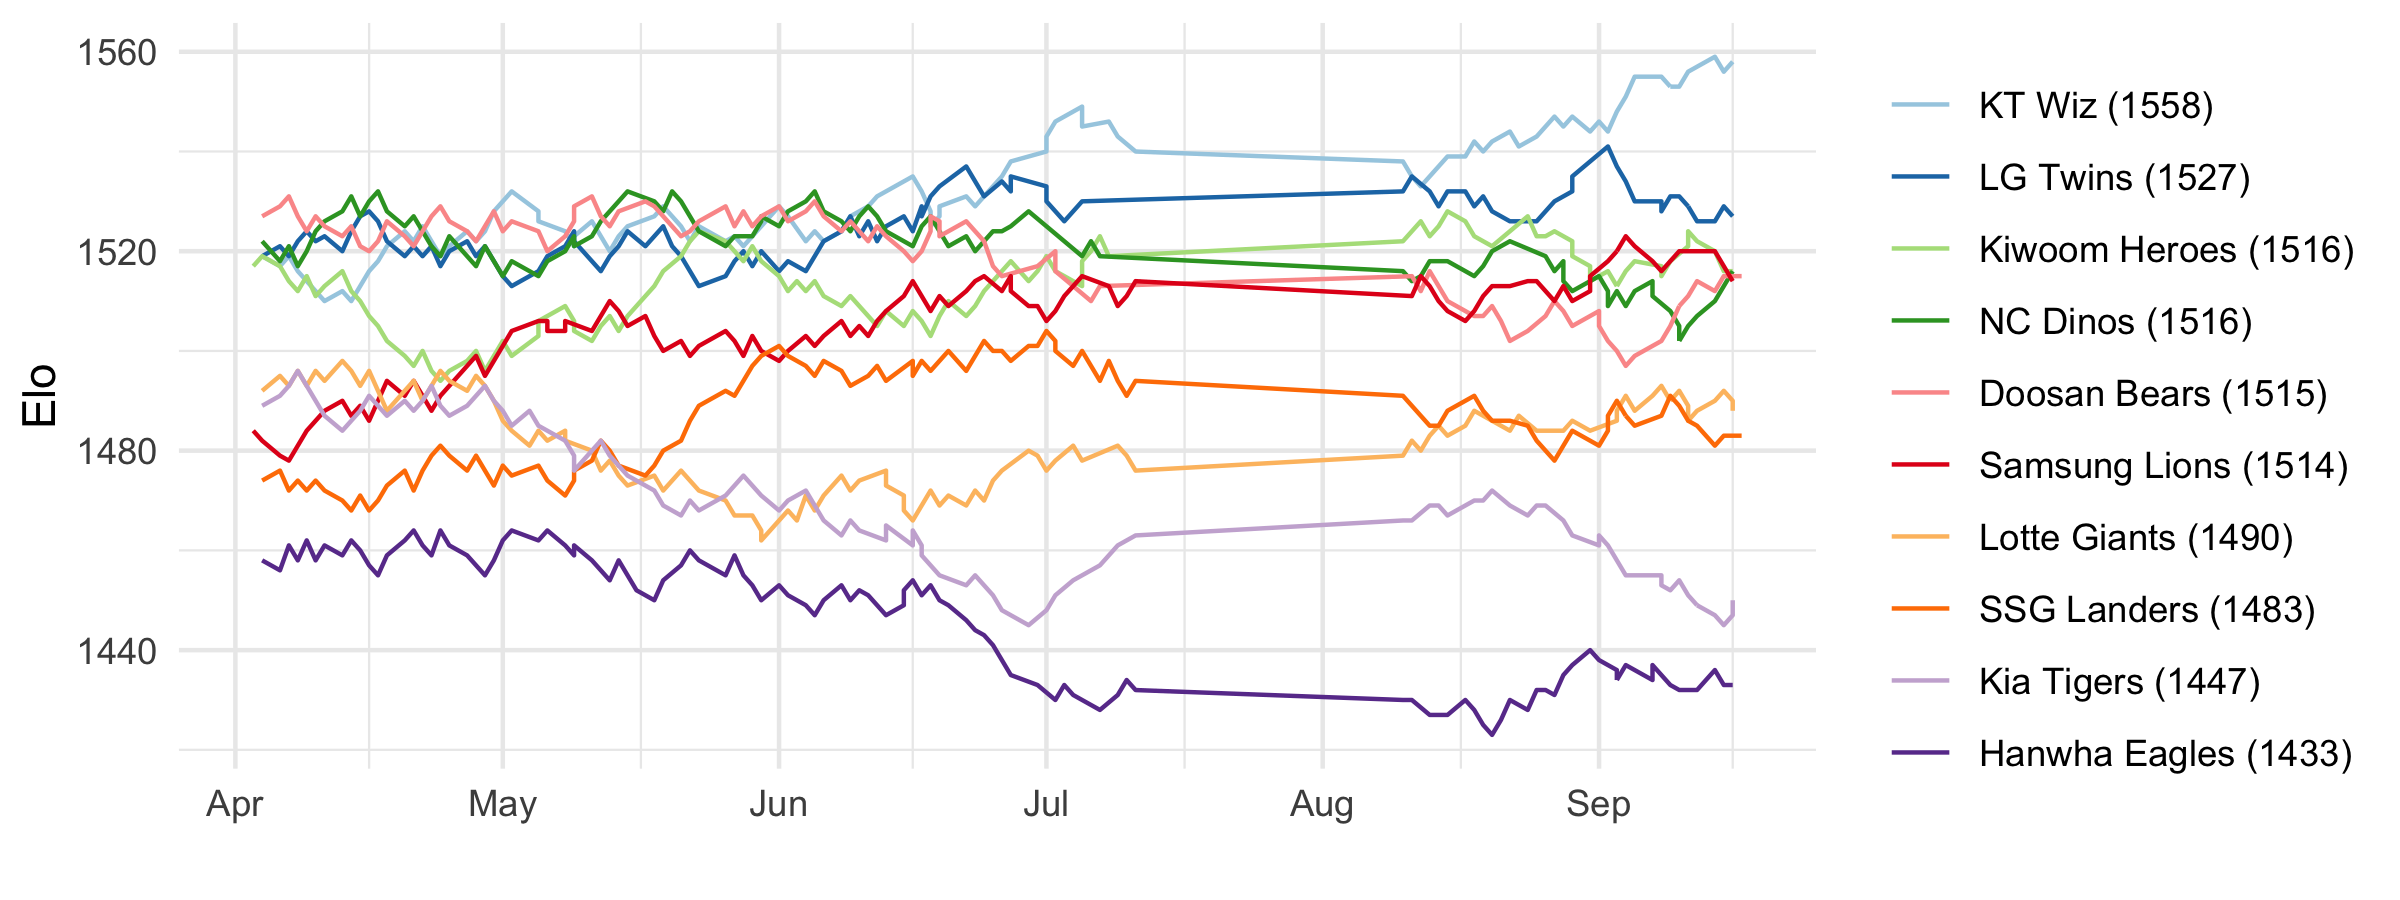 1560
1520
1480
1440
Elo
Apr
May
Jun
Jul
Aug
Sep
KT Wiz (1558)
LG Twins (1527)
Kiwoom Heroes (1516)
NC Dinos (1516)
Doosan Bears (1515)
Samsung Lions (1514)
Lotte Giants (1490)
SSG Landers (1483)
Kia Tigers (1447)
Hanwha Eagles (1433)